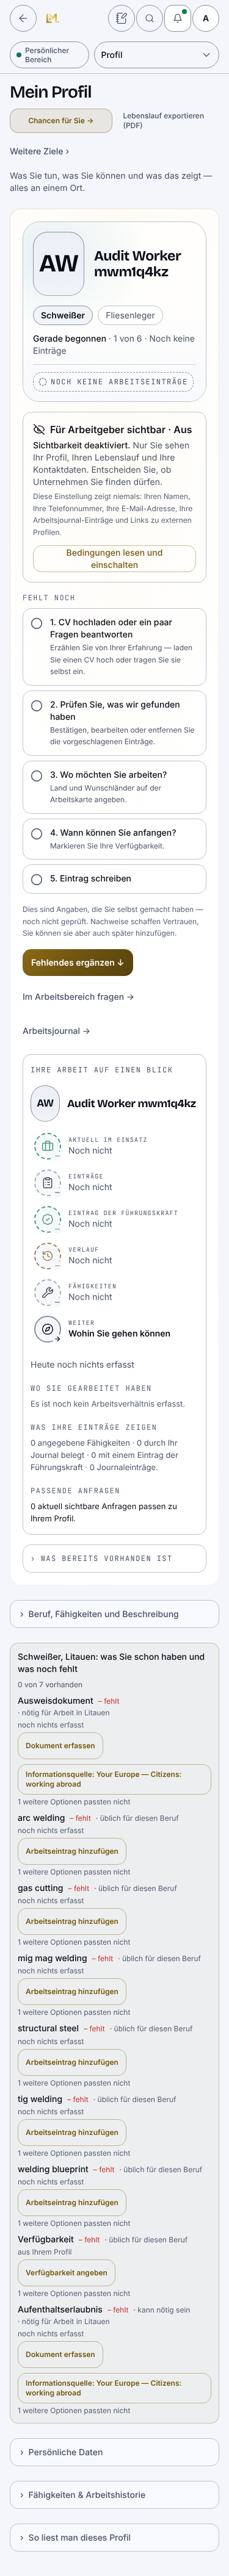 A
Persönlicher
Bereich
Profil
Mein Profil
Chancen für Sie →
Lebenslauf exportieren
(PDF)
Weitere Ziele ›
Was Sie tun, was Sie können und was das zeigt —
alles an einem Ort.
AW
Audit Worker
mwm1q4kz
Schweißer
Fliesenleger
Gerade begonnen · 1 von 6 · Noch keine
Einträge
NOCH KEINE ARBEITSEINTRÄGE
Für Arbeitgeber sichtbar · Aus
Sichtbarkeit deaktiviert. Nur Sie sehen
Ihr Profil, Ihren Lebenslauf und Ihre
Kontaktdaten. Entscheiden Sie, ob
Unternehmen Sie finden dürfen.
Diese Einstellung zeigt niemals: Ihren Namen,
Ihre Telefonnummer, Ihre E-Mail-Adresse, Ihre
Arbeitsjournal-Einträge und Links zu externen
Profilen.
Bedingungen lesen und
einschalten
FEHLT NOCH
1. CV hochladen oder ein paar
Fragen beantworten
Erzählen Sie von Ihrer Erfahrung — laden
Sie einen CV hoch oder tragen Sie sie
selbst ein.
2. Prüfen Sie, was wir gefunden
haben
Bestätigen, bearbeiten oder entfernen Sie
die vorgeschlagenen Einträge.
3. Wo möchten Sie arbeiten?
Land und Wunschländer auf der
Arbeitskarte angeben.
4. Wann können Sie anfangen?
Markieren Sie Ihre Verfügbarkeit.
5. Eintrag schreiben
Dies sind Angaben, die Sie selbst gemacht haben —
noch nicht geprüft. Nachweise schaffen Vertrauen,
Sie können sie aber auch später hinzufügen.
Fehlendes ergänzen ↓
Im Arbeitsbereich fragen →
Arbeitsjournal →
IHRE ARBEIT AUF EINEN BLICK
AW
Audit Worker mwm1q4kz
AKTUELL IM EINSATZ
Noch nicht
EINTRÄGE
Noch nicht
EINTRAG DER FÜHRUNGSKRAFT
Noch nicht
VERLAUF
Noch nicht
FÄHIGKEITEN
Noch nicht
WEITER
Wohin Sie gehen können
Heute noch nichts erfasst
WO SIE GEARBEITET HABEN
Es ist noch kein Arbeitsverhältnis erfasst.
WAS IHRE EINTRÄGE ZEIGEN
0 angegebene Fähigkeiten · 0 durch Ihr
Journal belegt · 0 mit einem Eintrag der
Führungskraft · 0 Journaleinträge.
PASSENDE ANFRAGEN
0 aktuell sichtbare Anfragen passen zu
Ihrem Profil.
› WAS BEREITS VORHANDEN IST
› Beruf, Fähigkeiten und Beschreibung
Schweißer, Litauen: was Sie schon haben und
was noch fehlt
0 von 7 vorhanden
Ausweisdokument – fehlt
· nötig für Arbeit in Litauen
noch nichts erfasst
Dokument erfassen
Informationsquelle: Your Europe — Citizens:
working abroad
1 weitere Optionen passten nicht
arc welding – fehlt · üblich für diesen Beruf
noch nichts erfasst
Arbeitseintrag hinzufügen
1 weitere Optionen passten nicht
gas cutting – fehlt · üblich für diesen Beruf
noch nichts erfasst
Arbeitseintrag hinzufügen
1 weitere Optionen passten nicht
mig mag welding – fehlt · üblich für diesen Beruf
noch nichts erfasst
Arbeitseintrag hinzufügen
1 weitere Optionen passten nicht
structural steel – fehlt · üblich für diesen Beruf
noch nichts erfasst
Arbeitseintrag hinzufügen
1 weitere Optionen passten nicht
tig welding – fehlt · üblich für diesen Beruf
noch nichts erfasst
Arbeitseintrag hinzufügen
1 weitere Optionen passten nicht
welding blueprint – fehlt · üblich für diesen Beruf
noch nichts erfasst
Arbeitseintrag hinzufügen
1 weitere Optionen passten nicht
Verfügbarkeit – fehlt · üblich für diesen Beruf
aus Ihrem Profil
Verfügbarkeit angeben
1 weitere Optionen passten nicht
Aufenthaltserlaubnis – fehlt · kann nötig sein
· nötig für Arbeit in Litauen
noch nichts erfasst
Dokument erfassen
Informationsquelle: Your Europe — Citizens:
working abroad
1 weitere Optionen passten nicht
› Persönliche Daten
› Fähigkeiten & Arbeitshistorie
› So liest man dieses Profil